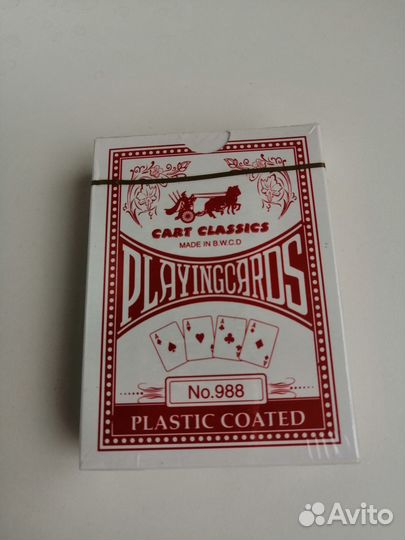 CART CLASSICS
MADE IN B.W.C.D
PLAYINGCARDS
No.988
PLASTIC COATED
Avito